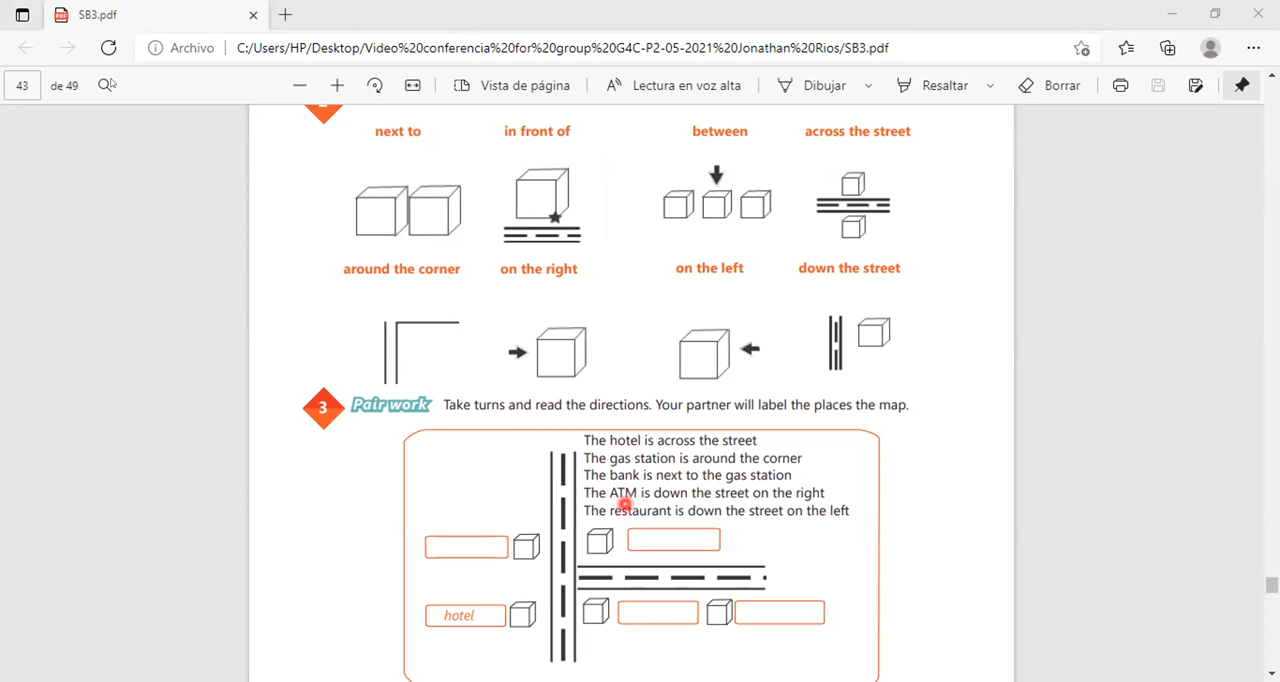 SB3.pdf
Archivo
C:/Users/HP/Desktop/Video%20conferencia%20for%20group%20G4C-P2-05-2021%20Jonathan%20Rios/SB3.pdf
43 de 49
Vista de página
Lectura en voz alta
Dibujar
Resaltar
Borrar
next to
in front of
between
across the street
around the corner
on the right
on the left
down the street
3 Pair work Take turns and read the directions. Your partner will label the places the map.
The hotel is across the street
The gas station is around the corner
The bank is next to the gas station
The ATM is down the street on the right
The restaurant is down the street on the left
hotel